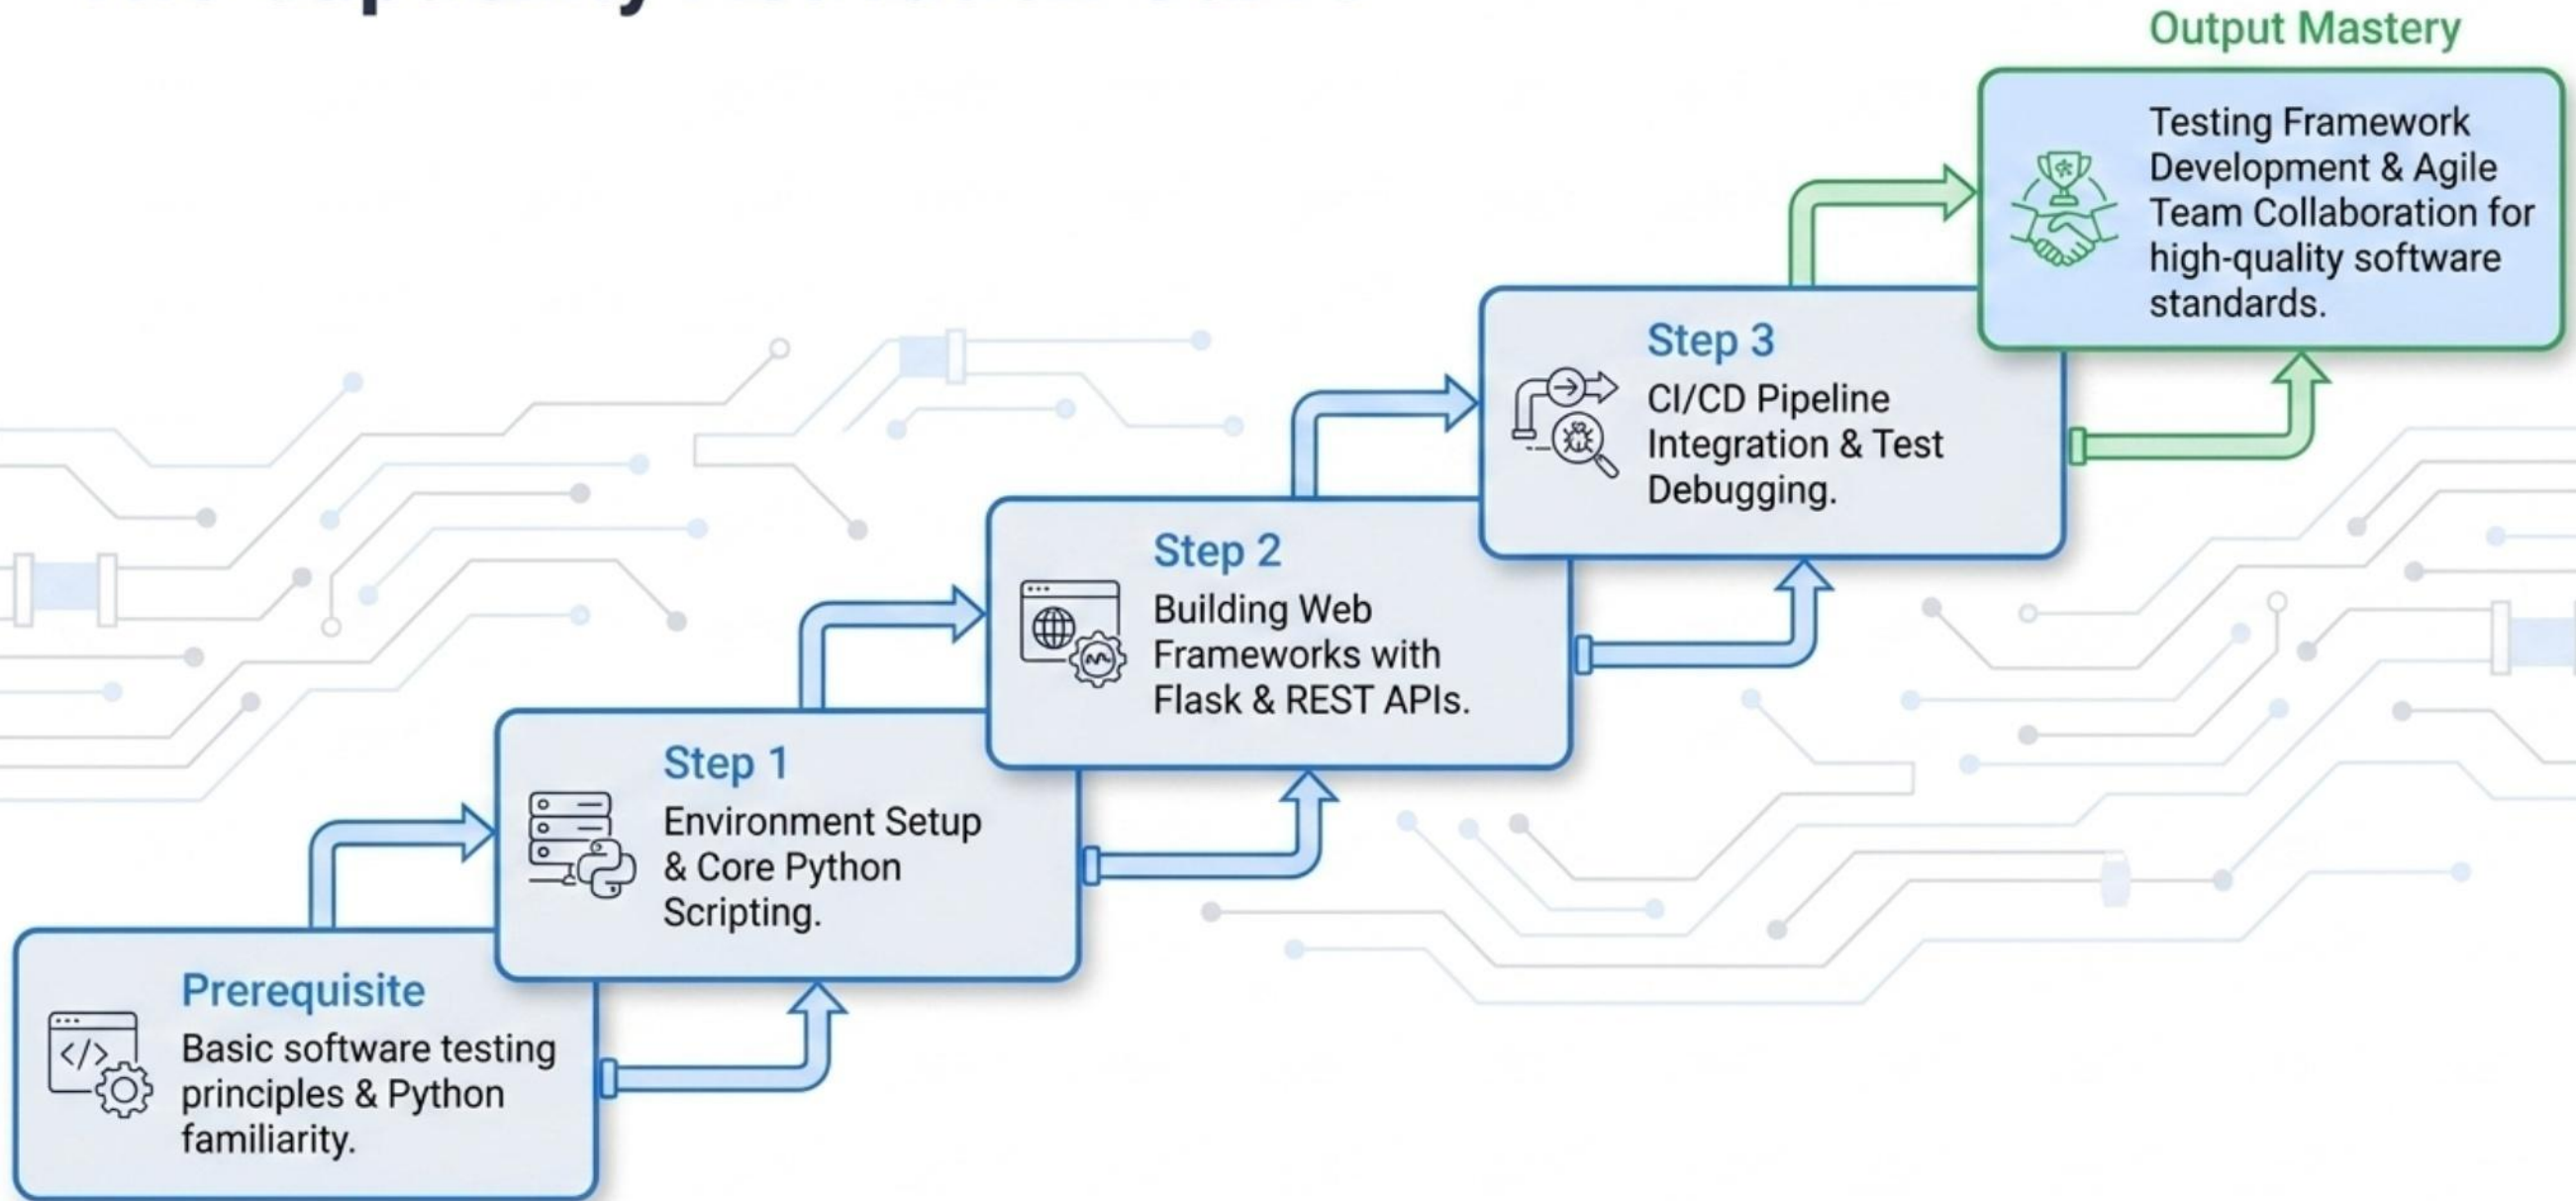 Output Mastery
Testing Framework
Development & Agile
Team Collaboration for
high-quality software
standards.
Step 3
CI/CD Pipeline
Integration & Test
Debugging.
Step 2
Building Web
Frameworks with
Flask & REST APIs.
Step 1
Environment Setup
& Core Python
Scripting.
Prerequisite
Basic software testing
principles & Python
familiarity.